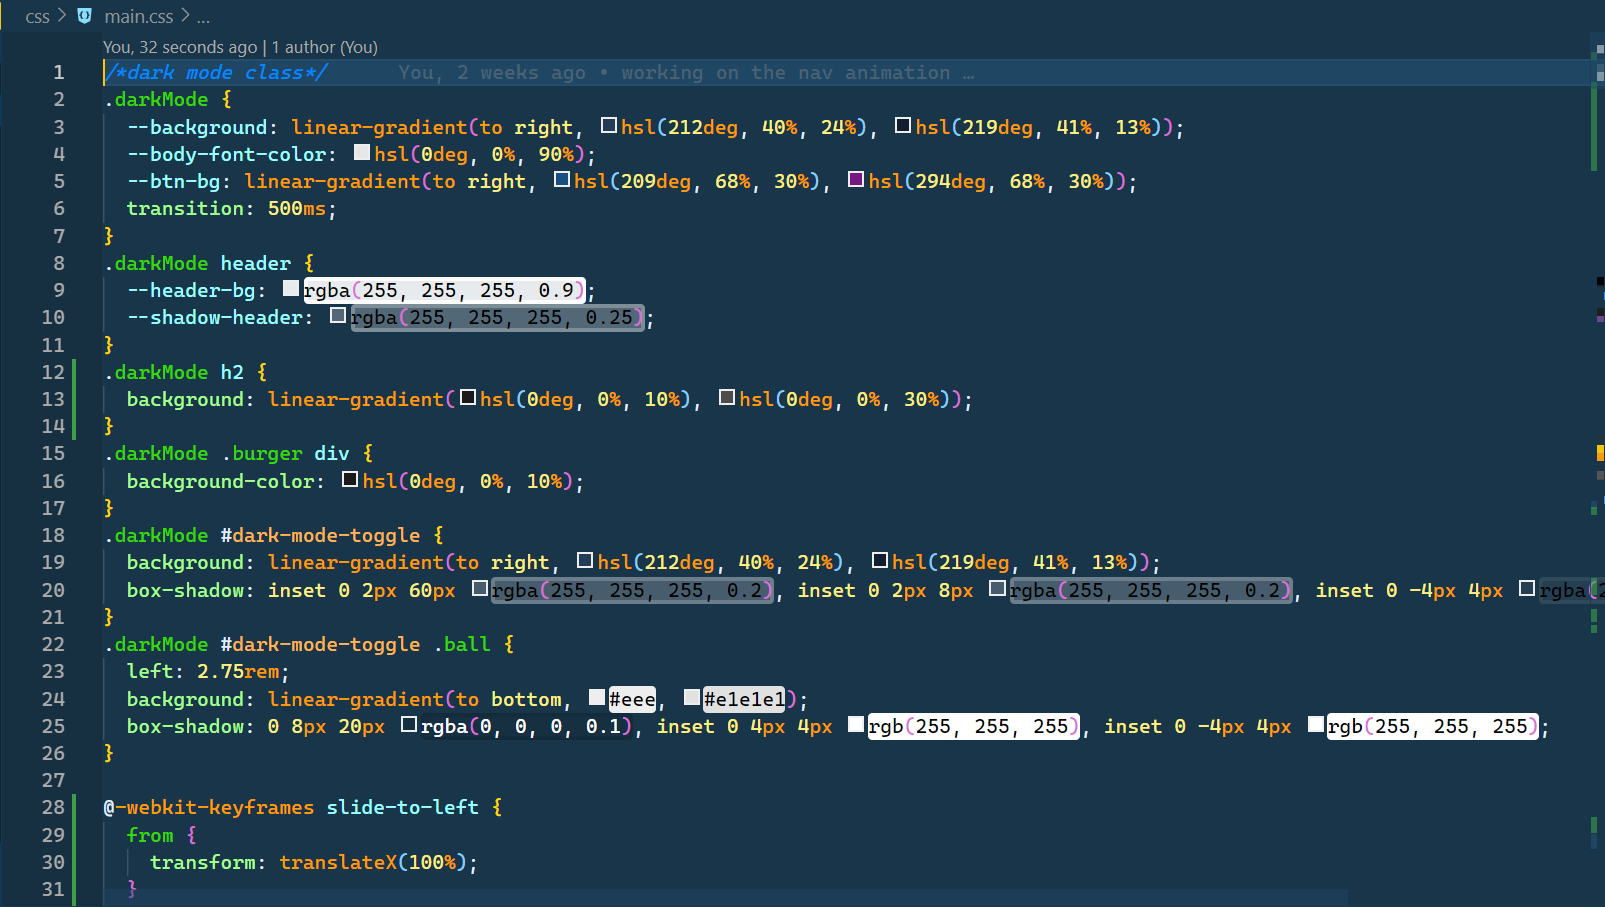 css > main.css > ...
You, 32 seconds ago | 1 author (You)
1 /*dark mode class*/ You, 2 weeks ago • working on the nav animation …
2 .darkMode {
3 --background: linear-gradient(to right, hsl(212deg, 40%, 24%), hsl(219deg, 41%, 13%));
4 --body-font-color: hsl(0deg, 0%, 90%);
5 --btn-bg: linear-gradient(to right, hsl(209deg, 68%, 30%), hsl(294deg, 68%, 30%));
6 transition: 500ms;
7 }
8 .darkMode header {
9 --header-bg: rgba(255, 255, 255, 0.9);
10 --shadow-header: rgba(255, 255, 255, 0.25);
11 }
12 .darkMode h2 {
13 background: linear-gradient(hsl(0deg, 0%, 10%), hsl(0deg, 0%, 30%));
14 }
15 .darkMode .burger div {
16 background-color: hsl(0deg, 0%, 10%);
17 }
18 .darkMode #dark-mode-toggle {
19 background: linear-gradient(to right, hsl(212deg, 40%, 24%), hsl(219deg, 41%, 13%));
20 box-shadow: inset 0 2px 60px rgba(255, 255, 255, 0.2), inset 0 2px 8px rgba(255, 255, 255, 0.2), inset 0 -4px 4px rgba(2
21 }
22 .darkMode #dark-mode-toggle .ball {
23 left: 2.75rem;
24 background: linear-gradient(to bottom, #eee, #e1e1e1);
25 box-shadow: 0 8px 20px rgba(0, 0, 0, 0.1), inset 0 4px 4px rgb(255, 255, 255), inset 0 -4px 4px rgb(255, 255, 255);
26 }
27
28 @-webkit-keyframes slide-to-left {
29 from {
30 transform: translateX(100%);
31 }